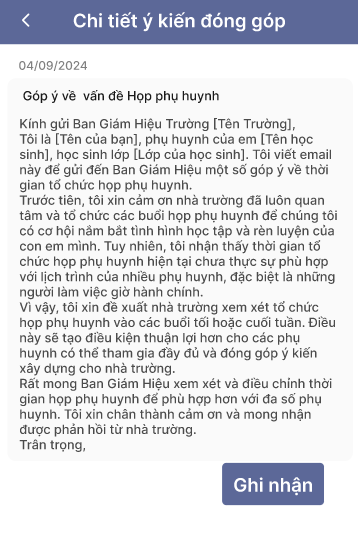 Chi tiết ý kiến đóng góp
04/09/2024
Góp ý về vấn đề Họp phụ huynh
Kính gửi Ban Giám Hiệu Trường [Tên Trường],
Tôi là [Tên của bạn], phụ huynh của em [Tên học
sinh], học sinh lớp [Lớp của học sinh]. Tôi viết email
này để gửi đến Ban Giám Hiệu một số góp ý về thời
gian tổ chức họp phụ huynh.
Trước tiên, tôi xin cảm ơn nhà trường đã luôn quan
tâm và tổ chức các buổi họp phụ huynh để chúng tôi
có cơ hội nắm bắt tình hình học tập và rèn luyện của
con em mình. Tuy nhiên, tôi nhận thấy thời gian tổ
chức họp phụ huynh hiện tại chưa thực sự phù hợp
với lịch trình của nhiều phụ huynh, đặc biệt là những
người làm việc giờ hành chính.
Vì vậy, tôi xin đề xuất nhà trường xem xét tổ chức
họp phụ huynh vào các buổi tối hoặc cuối tuần. Điều
này sẽ tạo điều kiện thuận lợi hơn cho các phụ
huynh có thể tham gia đầy đủ và đóng góp ý kiến
xây dựng cho nhà trường.
Rất mong Ban Giám Hiệu xem xét và điều chỉnh thời
gian họp phụ huynh để phù hợp hơn với đa số phụ
huynh. Tôi xin chân thành cảm ơn và mong nhận
được phản hồi từ nhà trường.
Trân trọng,
Ghi nhận